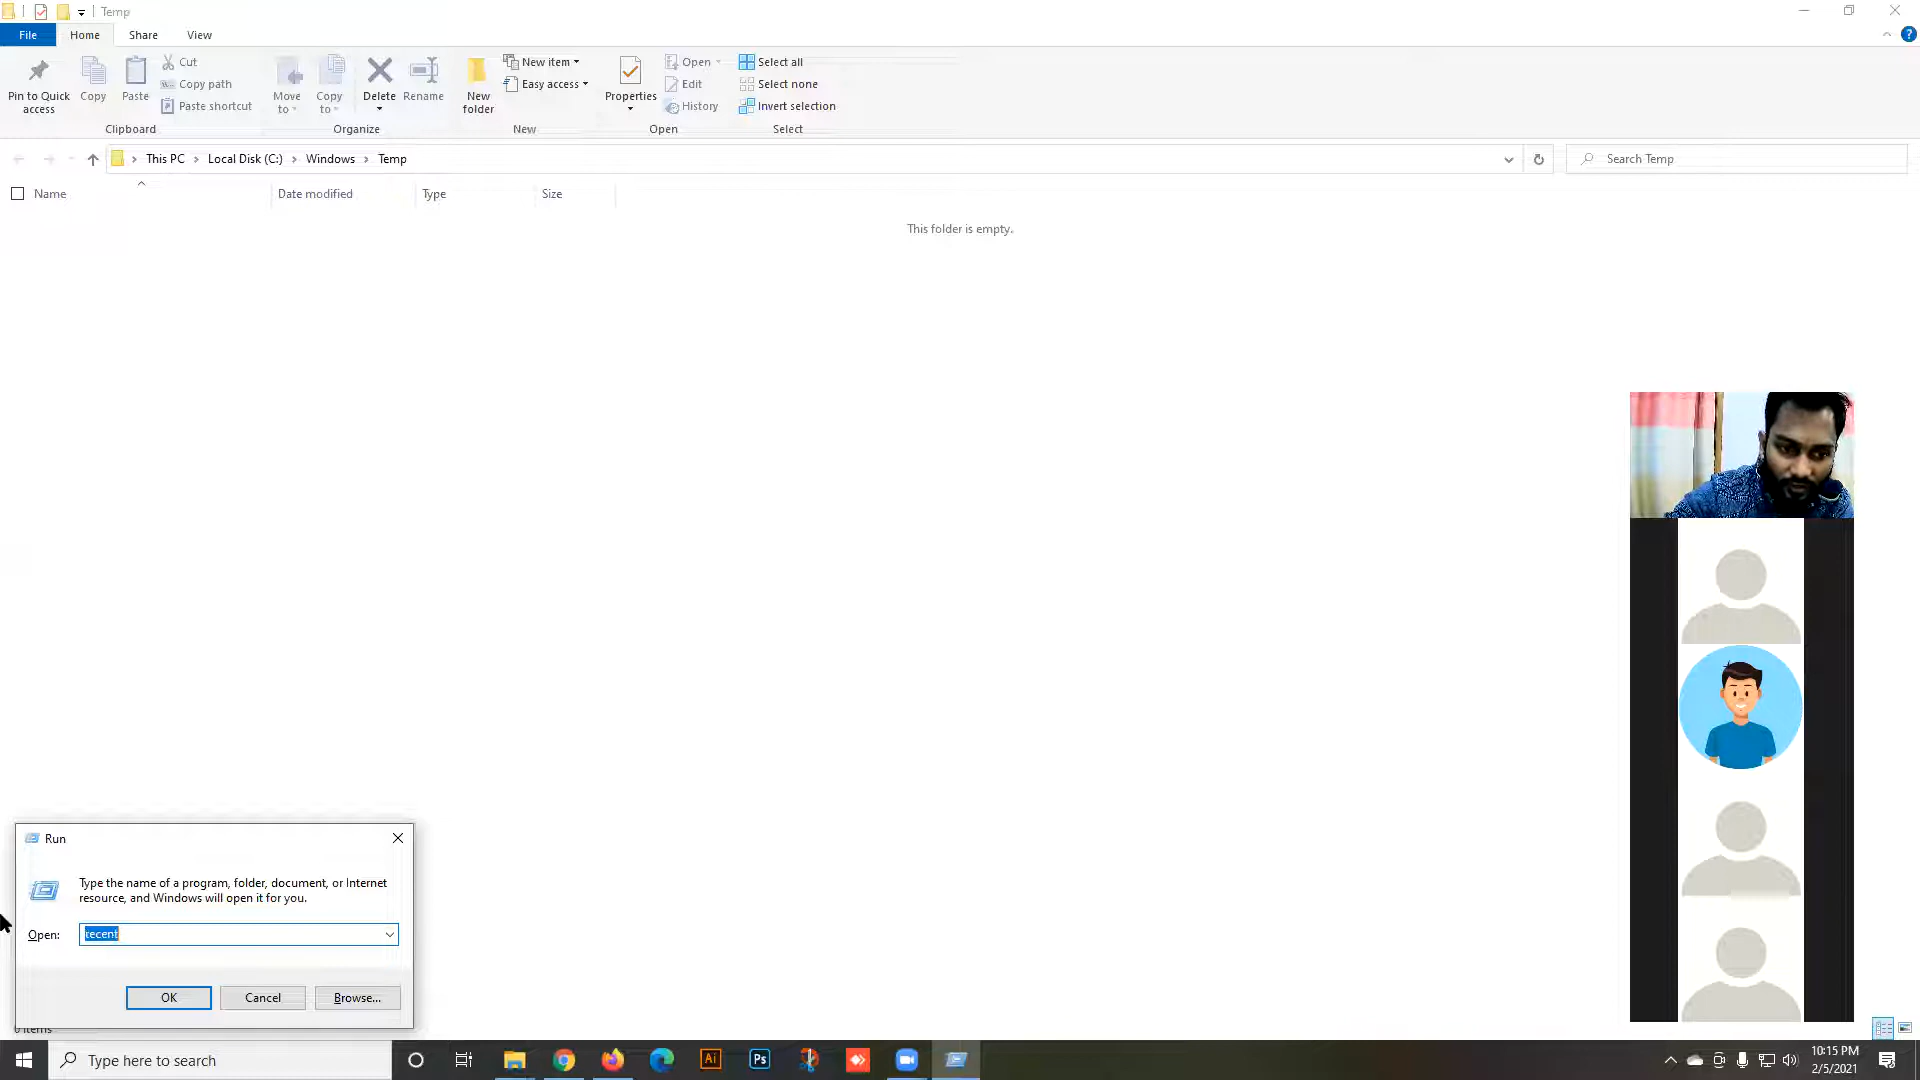 Temp
File Home Share View
Pin to Quick access
Copy
Paste
Cut
Copy path
Paste shortcut
Clipboard
Move to
Copy to
Delete
Rename
Organize
New folder
New item
Easy access
New
Properties
Open
Edit
History
Open
Select all
Select none
Invert selection
Select
This PC Local Disk (C:) Windows Temp
Search Temp
Name Date modified Type Size
This folder is empty.
Run
Type the name of a program, folder, document, or Internet
resource, and Windows will open it for you.
Open: recent
OK Cancel Browse...
0 items
Type here to search
Ai
Ps
10:15 PM
2/5/2021